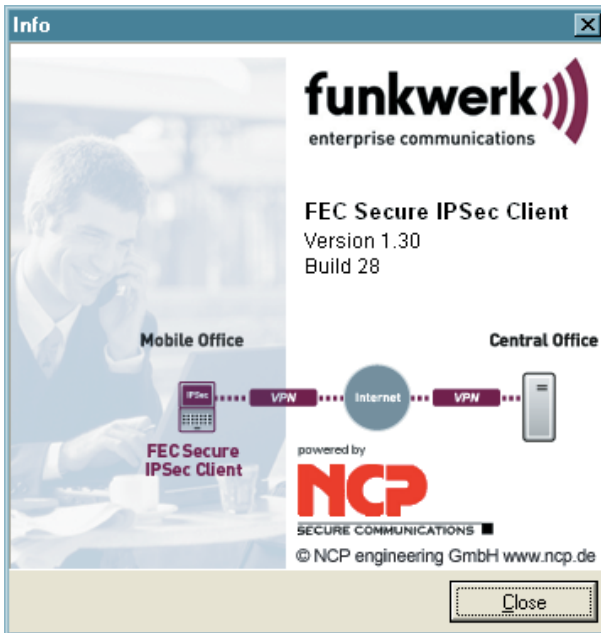 Info
funkwerk
enterprise communications
FEC Secure IPSec Client
Version 1.30
Build 28
Mobile Office
Central Office
IPSec
VPN
Internet
VPN
FEC Secure
IPSec Client
powered by
NCP
SECURE COMMUNICATIONS
© NCP engineering GmbH www.ncp.de
Close